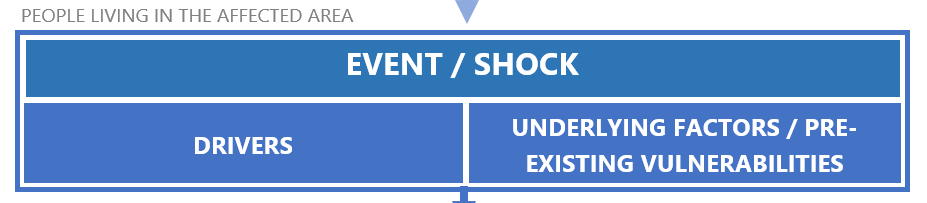 PEOPLE LIVING IN THE AFFECTED AREA
EVENT / SHOCK
DRIVERS
UNDERLYING FACTORS / PRE-
EXISTING VULNERABILITIES